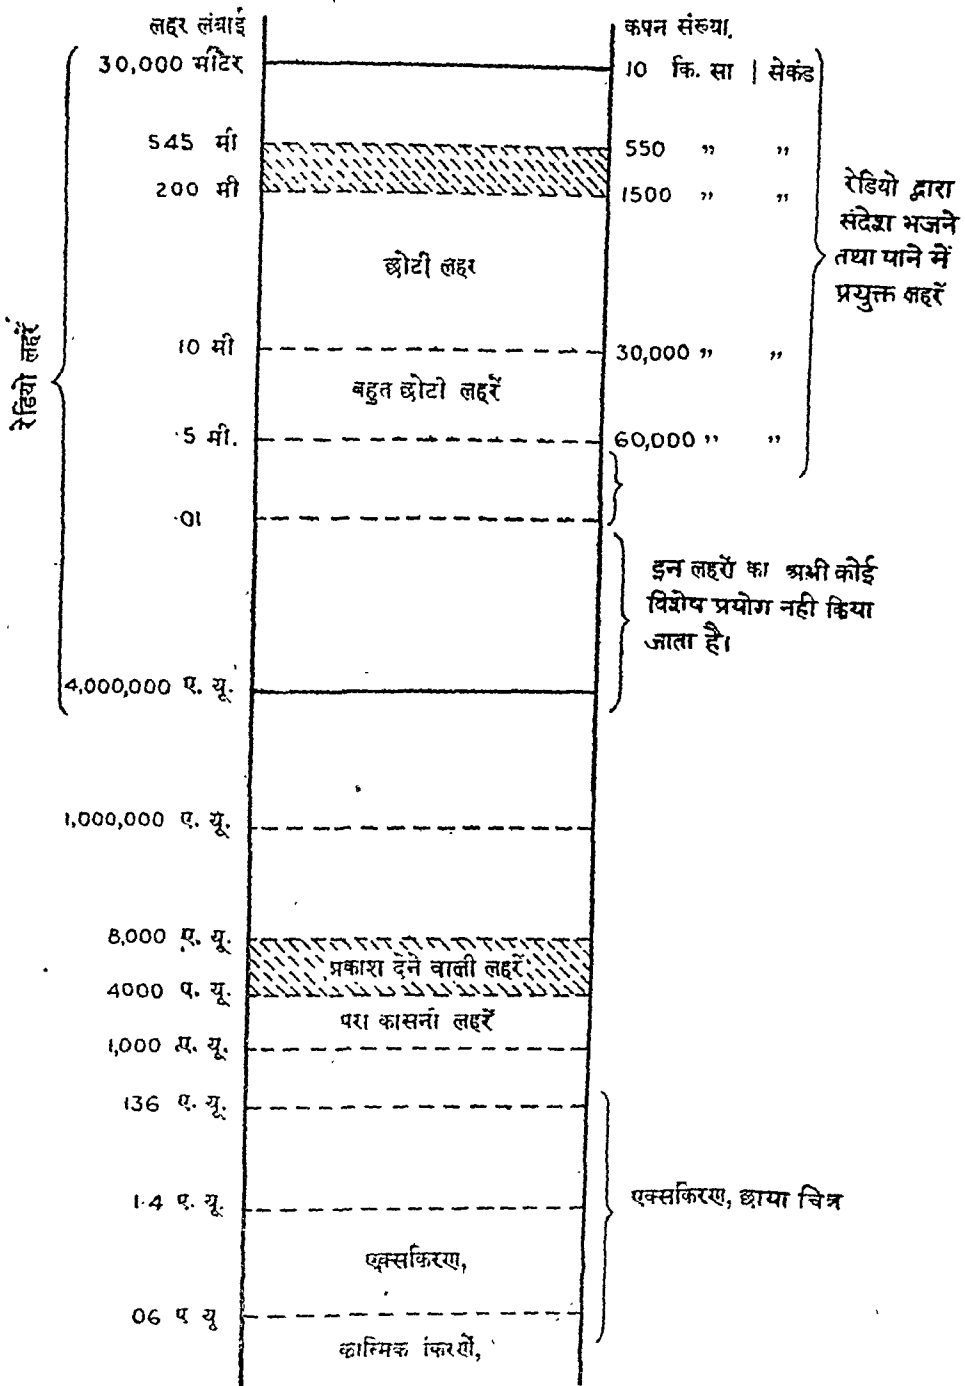 लहर लंबाई
कपन संख्या.
30,000 मीटर
10 कि. सा | सेकंड
545 मी
550 " "
200 मी
1500 " "
रेडियो द्वारा
संदेश भजने
तथा पाने में
प्रयुक्त लहरें
छोटी लहर
रेडियो लहरें
10 मी
30,000 " "
बहुत छोटी लहरें
·5 मी.
60,000 " "
·01
इन लहरों का अभी कोई
विशेष प्रयोग नही किया
जाता है।
4,000,000 ए. यू.
1,000,000 ए. यू.
8,000 ए. यू.
प्रकाश देने वाली लहरें
4000 ए. यू.
परा कासनी लहरें
1,000 ए. यू.
136 ए. यू.
1·4 ए. यू.
एक्सकिरण, छाया चित्र
एक्सकिरण,
06 ए यू
कास्मिक किरणें,